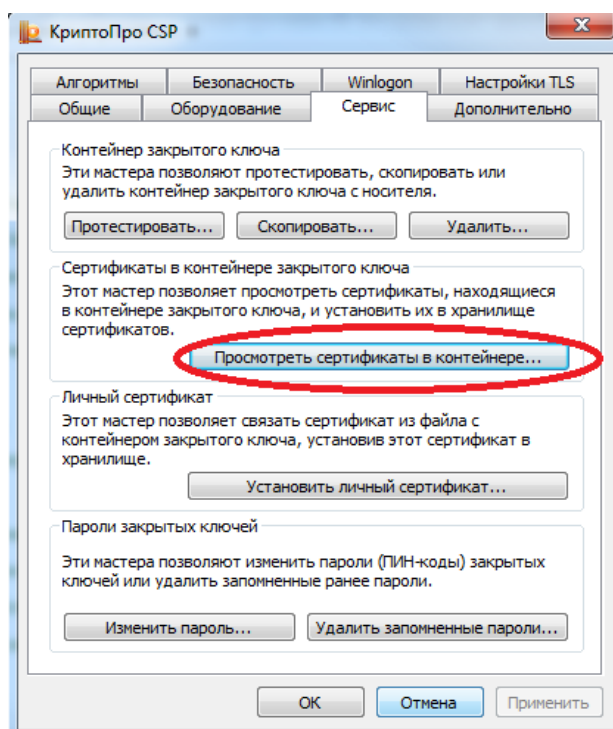 КриптоПро CSP
Алгоритмы Безопасность Winlogon Настройки TLS
Общие Оборудование Сервис Дополнительно
Контейнер закрытого ключа
Эти мастера позволяют протестировать, скопировать или
удалить контейнер закрытого ключа с носителя.
Протестировать... Скопировать... Удалить...
Сертификаты в контейнере закрытого ключа
Этот мастер позволяет просмотреть сертификаты, находящиеся
в контейнере закрытого ключа, и установить их в хранилище
сертификатов.
Просмотреть сертификаты в контейнере...
Личный сертификат
Этот мастер позволяет связать сертификат из файла с
контейнером закрытого ключа, установив этот сертификат в
хранилище.
Установить личный сертификат...
Пароли закрытых ключей
Эти мастера позволяют изменить пароли (ПИН-коды) закрытых
ключей или удалить запомненные ранее пароли.
Изменить пароль... Удалить запомненные пароли...
ОК Отмена Применить